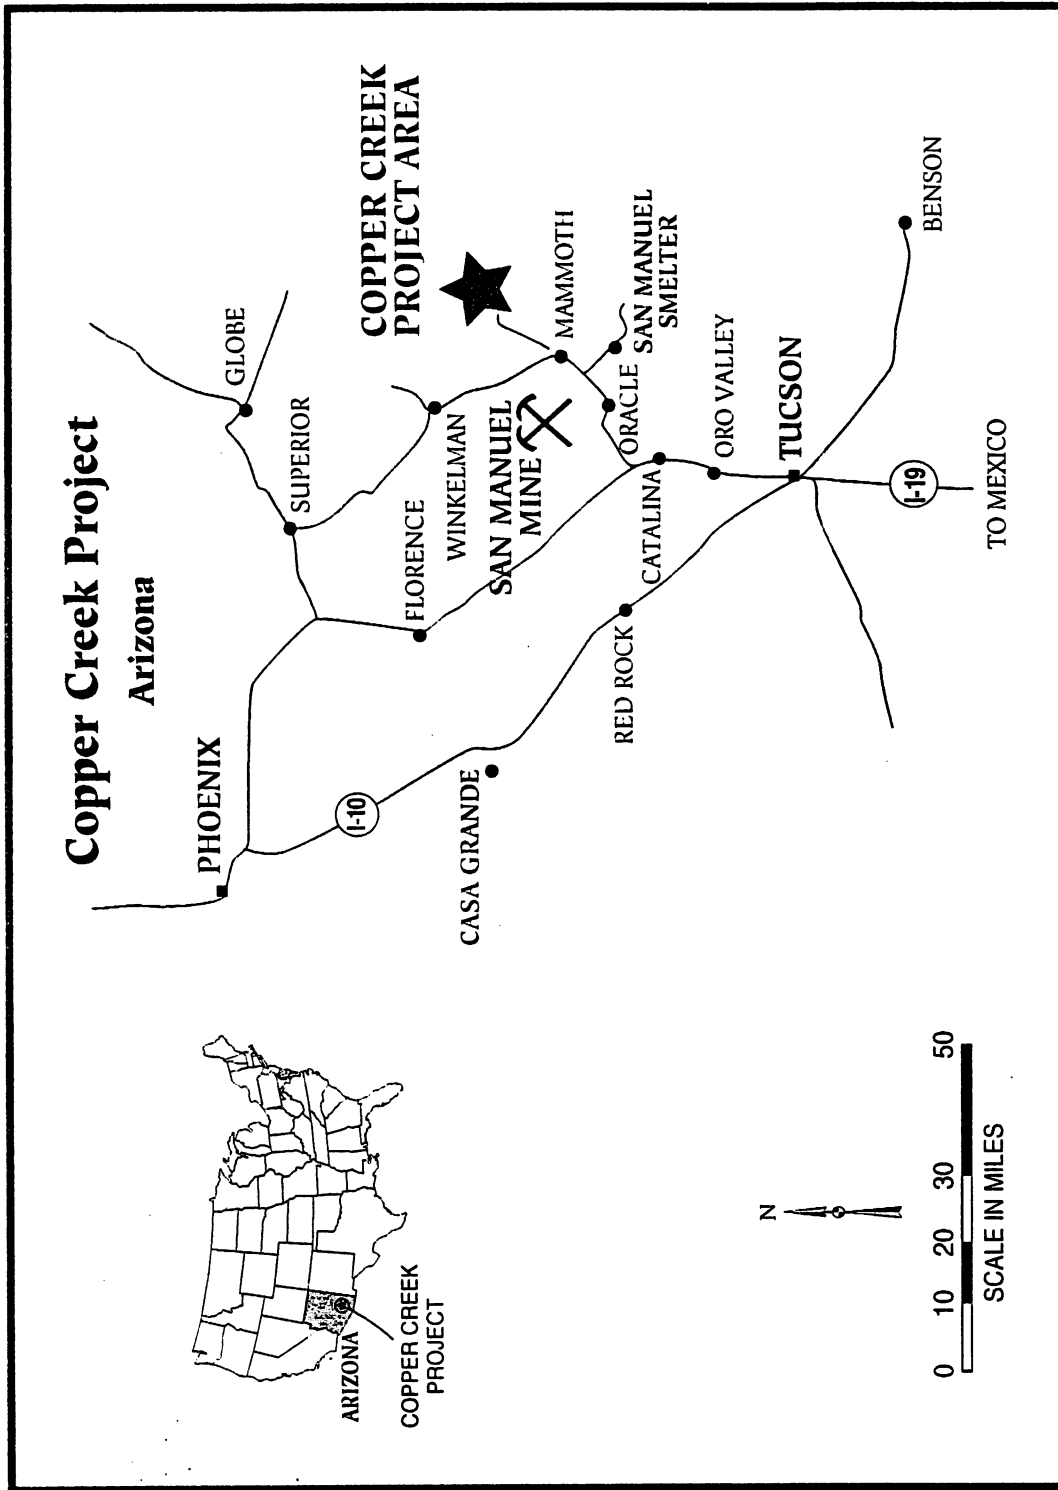 Copper Creek Project
Arizona
PHOENIX
GLOBE
SUPERIOR
COPPER CREEK
PROJECT AREA
I-10
FLORENCE
WINKELMAN
CASA GRANDE
SAN MANUEL
MINE
MAMMOTH
ORACLE
SAN MANUEL
SMELTER
RED ROCK
CATALINA
ORO VALLEY
TUCSON
I-19
BENSON
TO MEXICO
ARIZONA
COPPER CREEK
PROJECT
N
0 10 20 30 50
SCALE IN MILES